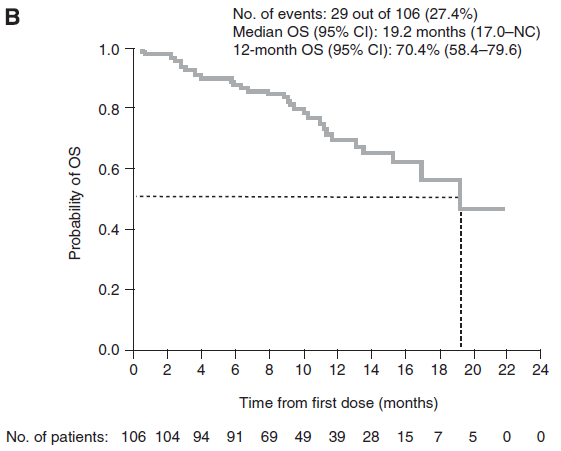 B
No. of events: 29 out of 106 (27.4%)
Median OS (95% CI): 19.2 months (17.0–NC)
12-month OS (95% CI): 70.4% (58.4–79.6)
1.0
0.8
0.6
0.4
0.2
0.0
Probability of OS
0 2 4 6 8 10 12 14 16 18 20 22 24
Time from first dose (months)
No. of patients: 106 104 94 91 69 49 39 28 15 7 5 0 0